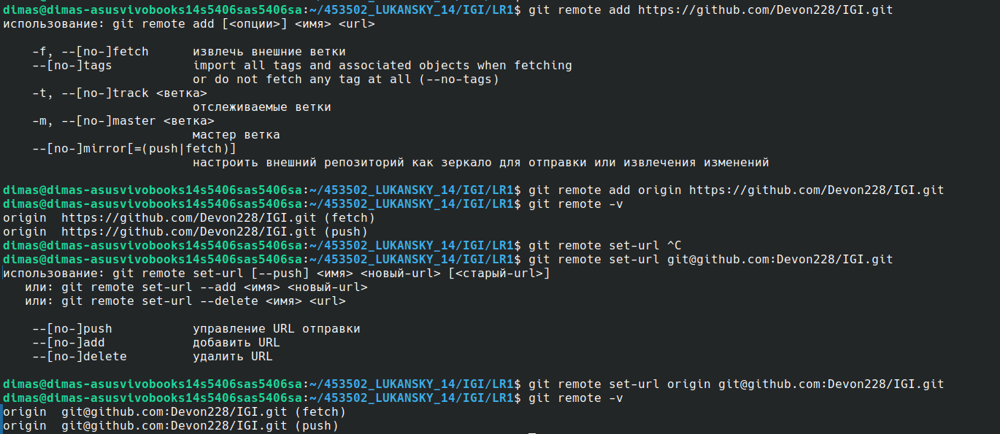 dimas@dimas-asusvivobooks14s5406sas5406sa:~/453502_LUKANSKY_14/IGI/LR1$ git remote add https://github.com/Devon228/IGI.git
использование: git remote add [<опции>] <имя> <url>
-f, --[no-]fetch извлечь внешние ветки
--[no-]tags import all tags and associated objects when fetching
or do not fetch any tag at all (--no-tags)
-t, --[no-]track <ветка>
отслеживаемые ветки
-m, --[no-]master <ветка>
мастер ветка
--[no-]mirror[=(push|fetch)]
настроить внешний репозиторий как зеркало для отправки или извлечения изменений
dimas@dimas-asusvivobooks14s5406sas5406sa:~/453502_LUKANSKY_14/IGI/LR1$ git remote add origin https://github.com/Devon228/IGI.git
dimas@dimas-asusvivobooks14s5406sas5406sa:~/453502_LUKANSKY_14/IGI/LR1$ git remote -v
origin https://github.com/Devon228/IGI.git (fetch)
origin https://github.com/Devon228/IGI.git (push)
dimas@dimas-asusvivobooks14s5406sas5406sa:~/453502_LUKANSKY_14/IGI/LR1$ git remote set-url ^C
dimas@dimas-asusvivobooks14s5406sas5406sa:~/453502_LUKANSKY_14/IGI/LR1$ git remote set-url git@github.com:Devon228/IGI.git
использование: git remote set-url [--push] <имя> <новый-url> [<старый-url>]
или: git remote set-url --add <имя> <новый-url>
или: git remote set-url --delete <имя> <url>
--[no-]push управление URL отправки
--[no-]add добавить URL
--[no-]delete удалить URL
dimas@dimas-asusvivobooks14s5406sas5406sa:~/453502_LUKANSKY_14/IGI/LR1$ git remote set-url origin git@github.com:Devon228/IGI.git
dimas@dimas-asusvivobooks14s5406sas5406sa:~/453502_LUKANSKY_14/IGI/LR1$ git remote -v
origin git@github.com:Devon228/IGI.git (fetch)
origin git@github.com:Devon228/IGI.git (push)